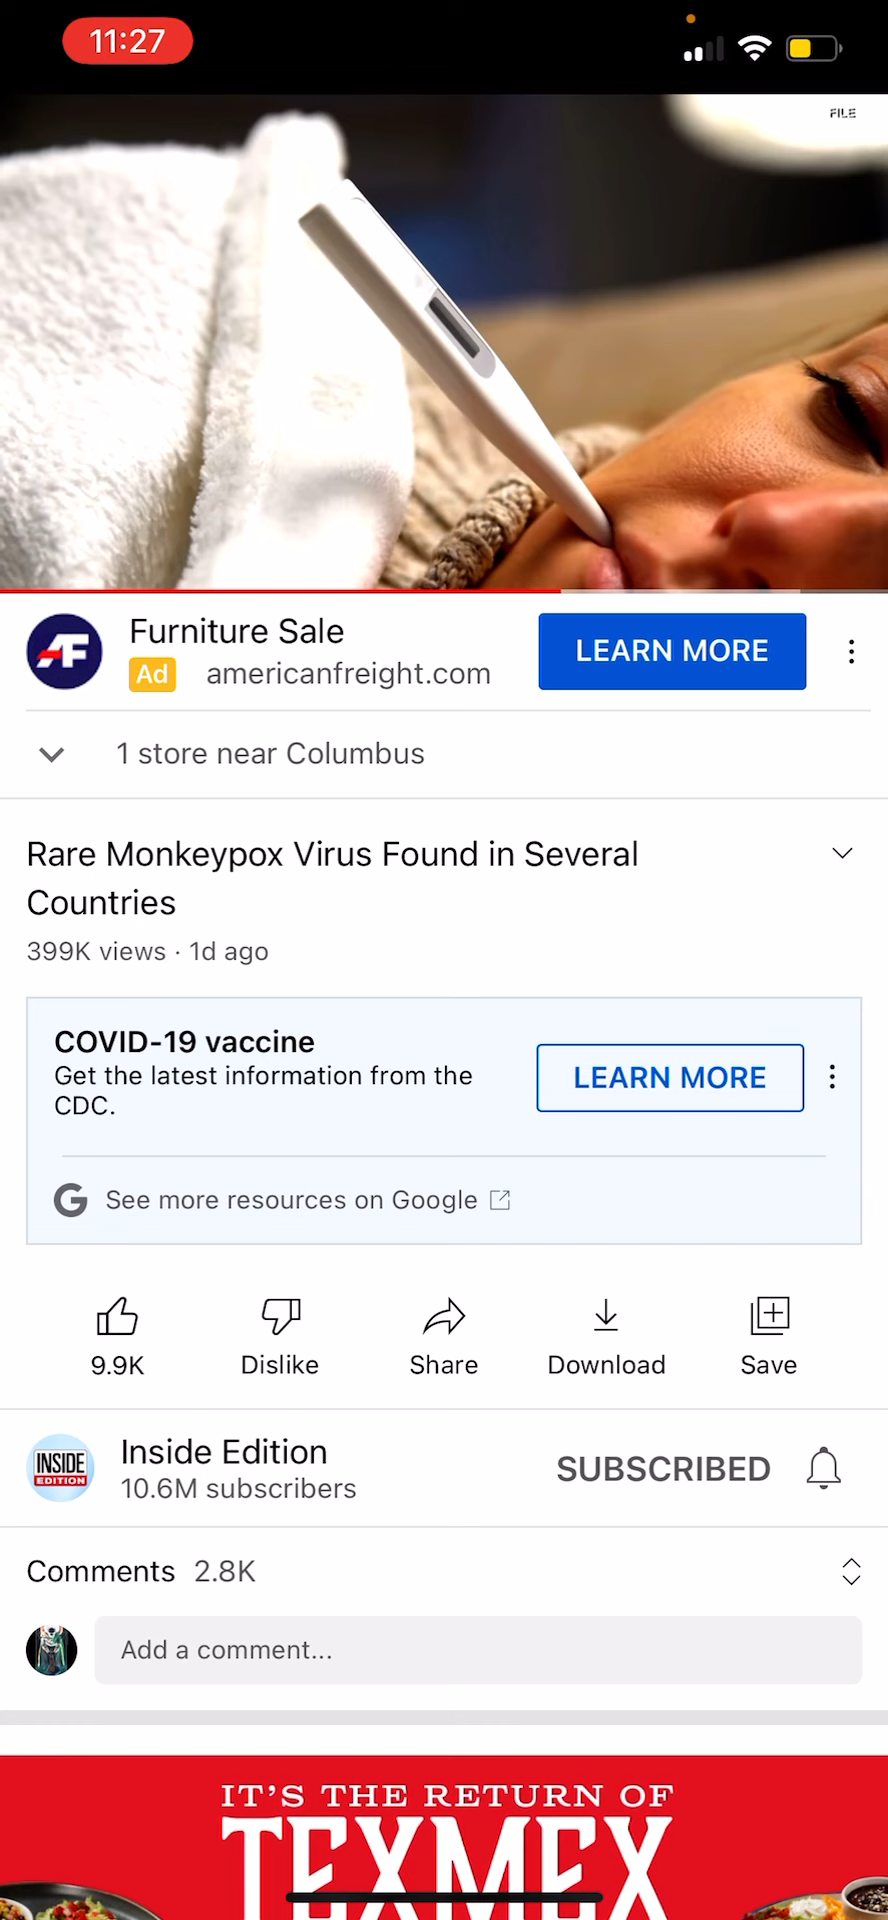 11:27
FILE
AF
Furniture Sale
Ad americanfreight.com
LEARN MORE
1 store near Columbus
Rare Monkeypox Virus Found in Several
Countries
399K views · 1d ago
COVID-19 vaccine
Get the latest information from the
CDC.
LEARN MORE
G See more resources on Google
9.9K
Dislike
Share
Download
Save
INSIDE
EDITION
Inside Edition
10.6M subscribers
SUBSCRIBED
Comments 2.8K
Add a comment...
IT'S THE RETURN OF
TEXMEX